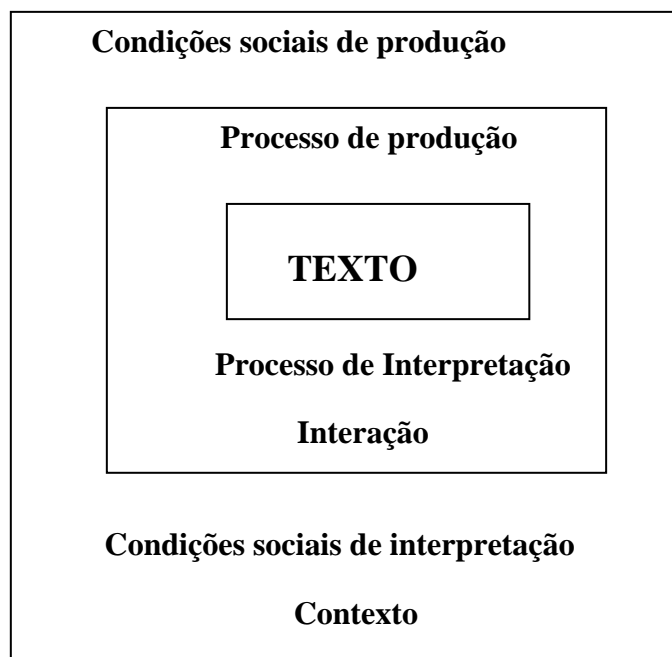 Condições sociais de produção
Processo de produção
TEXTO
Processo de Interpretação
Interação
Condições sociais de interpretação
Contexto